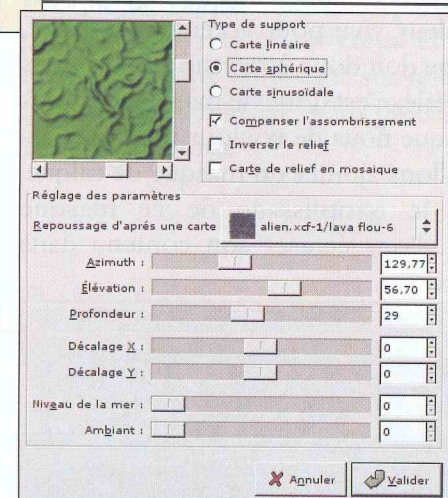 Type de support
Carte linéaire
Carte sphérique
Carte sinusoïdale
Compenser l'assombrissement
Inverser le relief
Carte de relief en mosaique
Réglage des paramètres
Repoussage d'après une carte alien.xcf-1/lava flou-6
Azimuth : 129,77
Élévation : 56,70
Profondeur : 29
Décalage X : 0
Décalage Y : 0
Niveau de la mer : 0
Ambiant : 0
Annuler Valider